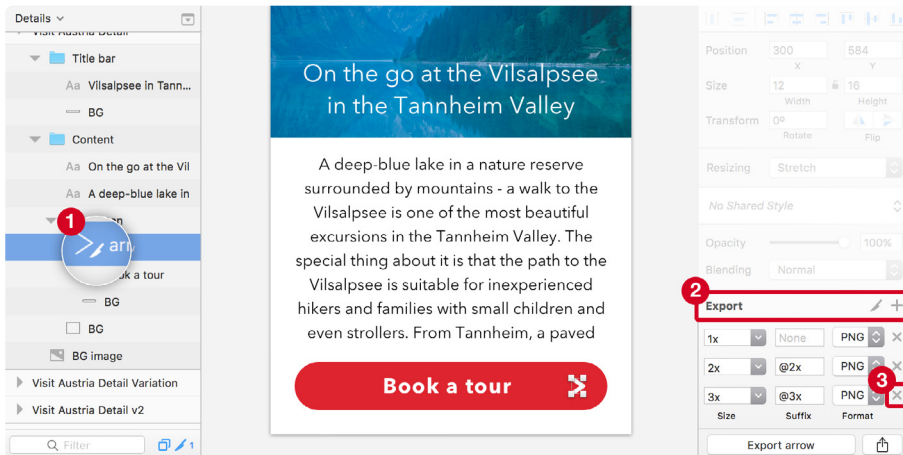 Details
Visit Austria Detail
Title bar
Aa Vilsalpsee in Tann...
BG
Content
Aa On the go at the Vil
Aa A deep-blue lake in
1
arr
ok a tour
BG
BG
BG image
Visit Austria Detail Variation
Visit Austria Detail v2
Filter
1
On the go at the Vilsalpsee
in the Tannheim Valley
A deep-blue lake in a nature reserve
surrounded by mountains - a walk to the
Vilsalpsee is one of the most beautiful
excursions in the Tannheim Valley. The
special thing about it is that the path to the
Vilsalpsee is suitable for inexperienced
hikers and families with small children and
even strollers. From Tannheim, a paved
Book a tour
Position 300 584
X Y
Size 12 16
Width Height
Transform 0º
Rotate Flip
Resizing Stretch
No Shared Style
Opacity 100%
Blending Normal
2
Export
1x None PNG
2x @2x PNG
3
3x @3x PNG
Size Suffix Format
Export arrow